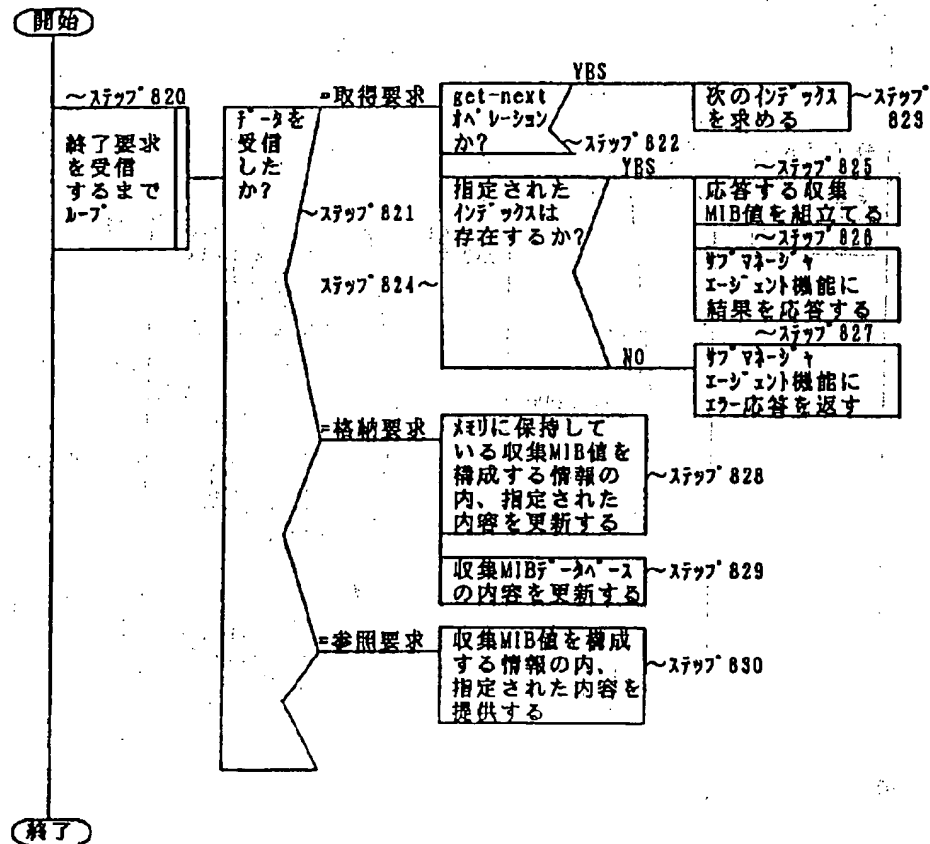 開始
〜ステップ820
終了要求
を受信
するまで
ループ
データを
受信
した
か?
〜ステップ821
=取得要求
get-next
オペレーション
か?
〜ステップ822
YBS
次のインデックス
を求める
〜ステップ
823
指定された
インデックスは
存在するか?
ステップ824〜
YBS
〜ステップ825
応答する収集
MIB値を組立てる
〜ステップ826
サブマネージャ
エージェント機能に
結果を応答する
NO
〜ステップ827
サブマネージャ
エージェント機能に
エラー応答を返す
=格納要求
メモリに保持して
いる収集MIB値を
構成する情報の
内、指定された
内容を更新する
〜ステップ828
収集MIBデータベース
の内容を更新する
〜ステップ829
=参照要求
収集MIB値を構成
する情報の内、
指定された内容を
提供する
〜ステップ830
終了